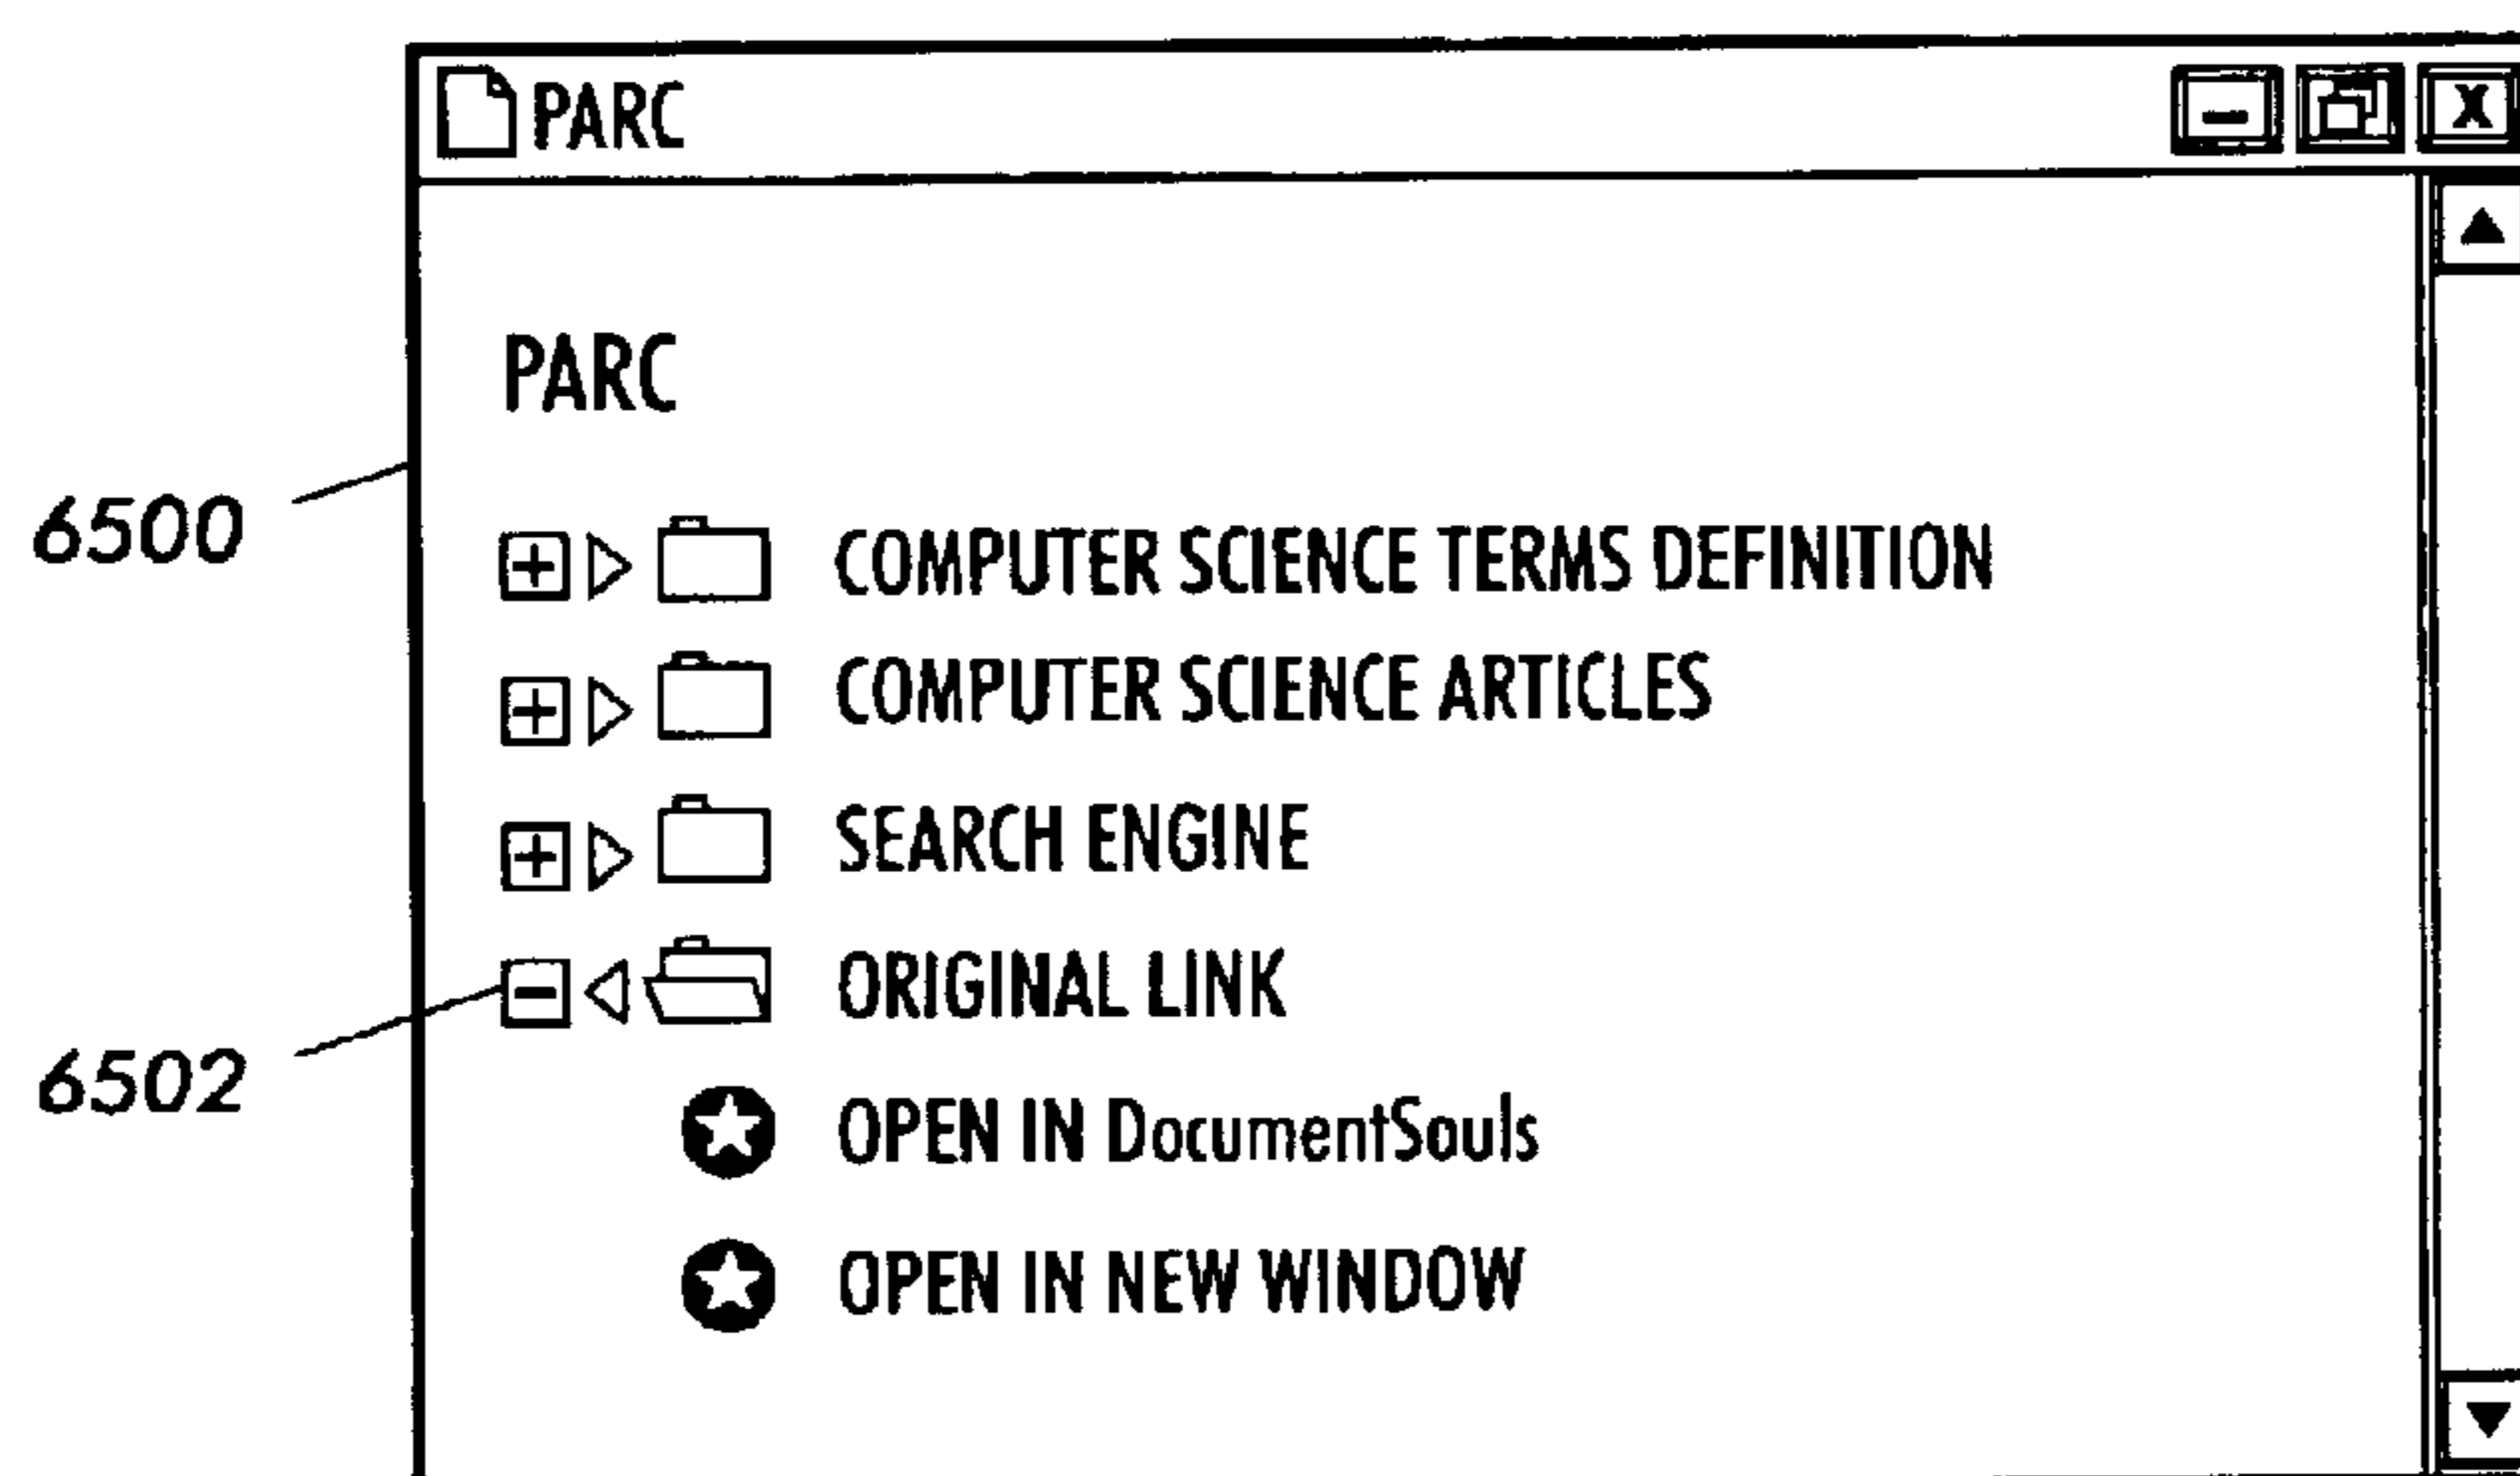 PARC
X
PARC
6500
COMPUTER SCIENCE TERMS DEFINITION
COMPUTER SCIENCE ARTICLES
SEARCH ENGINE
ORIGINAL LINK
6502
OPEN IN DocumentSouls
OPEN IN NEW WINDOW